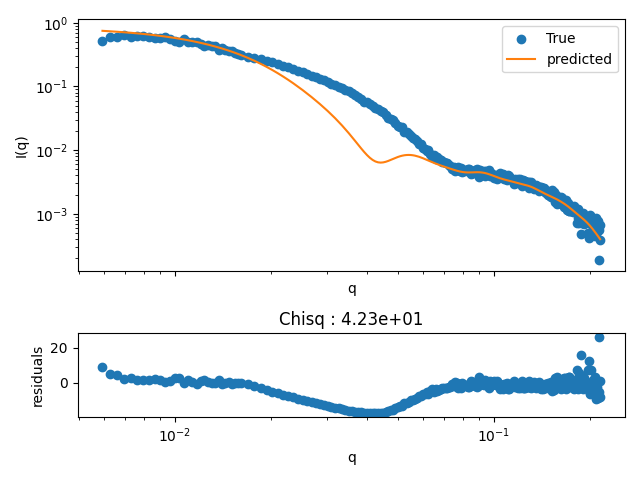 10⁰
10⁻¹
10⁻²
10⁻³
I(q)
True
predicted
q
Chisq : 4.23e+01
20
0
residuals
10⁻²
10⁻¹
q